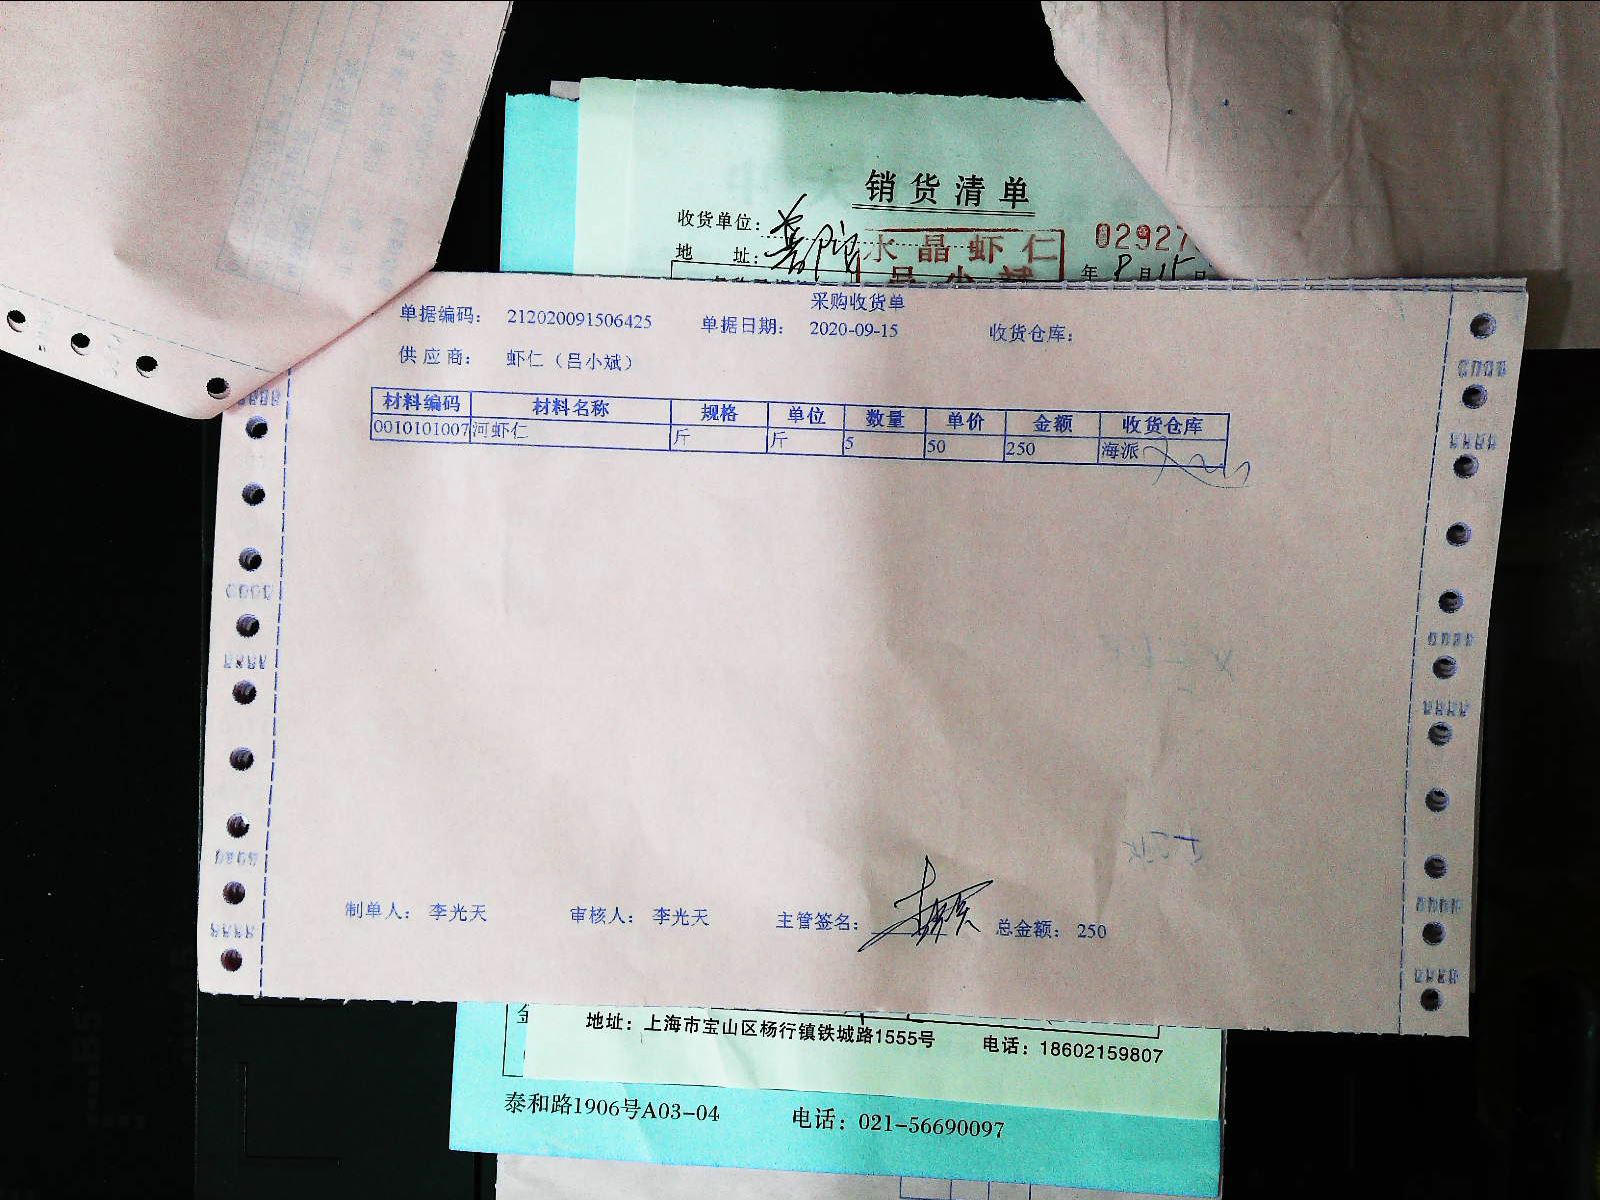 销货清单
收货单位：
地 址：
水晶虾仁
吕小斌
02927
年 8月15日
采购收货单
单据编码： 212020091506425 单据日期： 2020-09-15 收货仓库：
供应商： 虾仁（吕小斌）
材料编码 材料名称 规格 单位 数量 单价 金额 收货仓库
0010101007 河虾仁 斤 斤 5 50 250 海派
制单人： 李光天 审核人： 李光天 主管签名： 总金额： 250
地址：上海市宝山区杨行镇铁城路1555号 电话：18602159807
泰和路1906号A03-04 电话：021-56690097